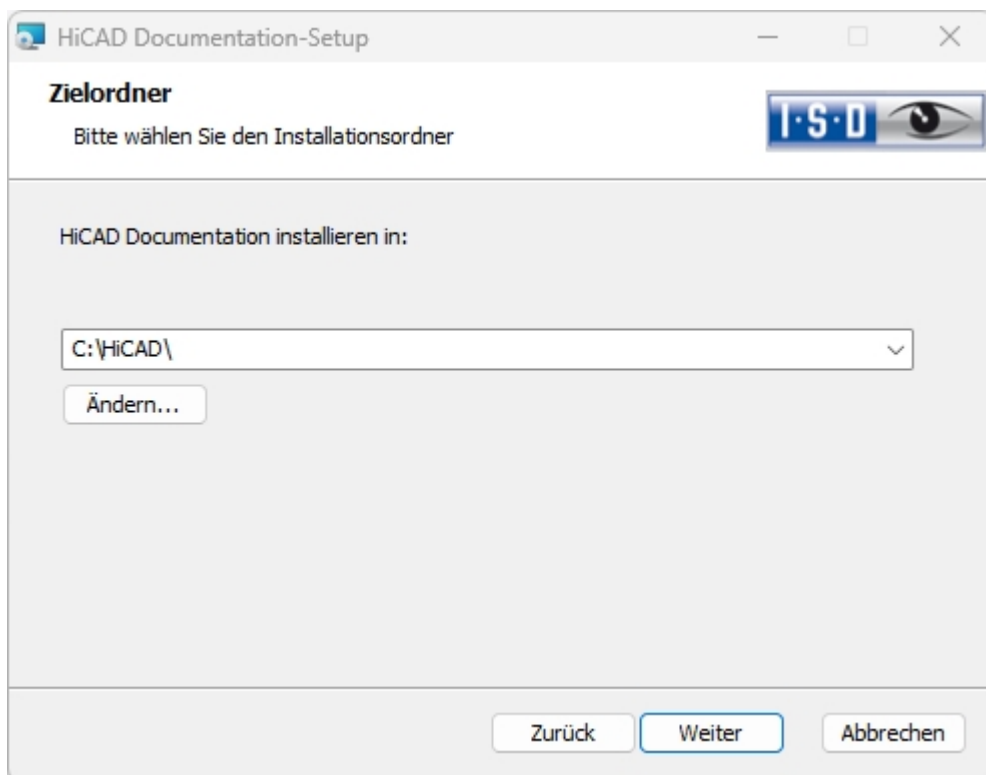 HiCAD Documentation-Setup
Zielordner
Bitte wählen Sie den Installationsordner
I·S·D
HiCAD Documentation installieren in:
C:\HiCAD\
Ändern...
Zurück Weiter Abbrechen